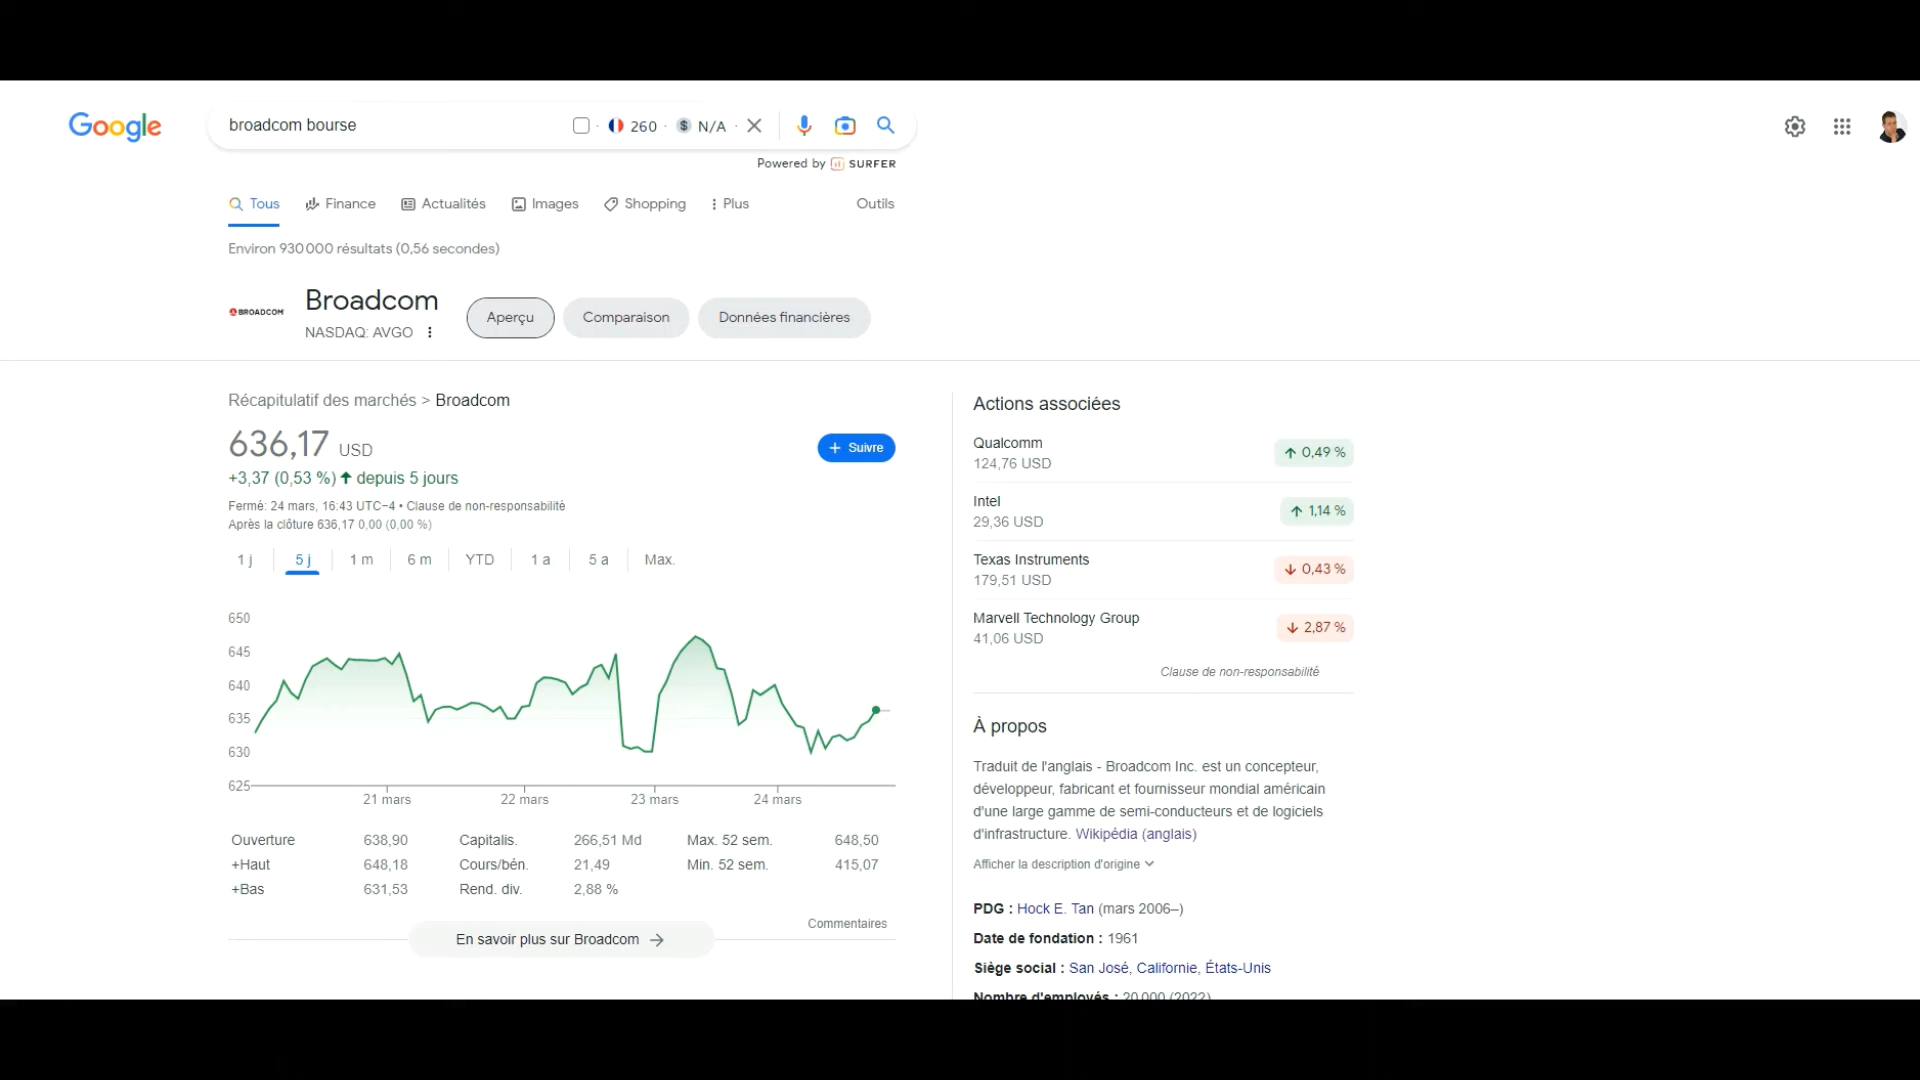 Google
broadcom bourse
260 · N/A ·
Powered by SURFER
Tous Finance Actualités Images Shopping Plus Outils
Environ 930 000 résultats (0,56 secondes)
BROADCOM
Broadcom
NASDAQ: AVGO
Aperçu Comparaison Données financières
Récapitulatif des marchés > Broadcom
636,17 USD
+ Suivre
+3,37 (0,53 %) ↑ depuis 5 jours
Fermé: 24 mars, 16:43 UTC−4 • Clause de non-responsabilité
Après la clôture 636,17 0,00 (0,00 %)
1 j 5 j 1 m 6 m YTD 1 a 5 a Max.
650
645
640
635
630
625
21 mars 22 mars 23 mars 24 mars
Ouverture 638,90 Capitalis. 266,51 Md Max. 52 sem. 648,50
+Haut 648,18 Cours/bén. 21,49 Min. 52 sem. 415,07
+Bas 631,53 Rend. div. 2,88 %
Commentaires
En savoir plus sur Broadcom →
Actions associées
Qualcomm
124,76 USD
↑ 0,49 %
Intel
29,36 USD
↑ 1,14 %
Texas Instruments
179,51 USD
↓ 0,43 %
Marvell Technology Group
41,06 USD
↓ 2,87 %
Clause de non-responsabilité
À propos
Traduit de l'anglais - Broadcom Inc. est un concepteur,
développeur, fabricant et fournisseur mondial américain
d'une large gamme de semi-conducteurs et de logiciels
d'infrastructure. Wikipédia (anglais)
Afficher la description d'origine
PDG : Hock E. Tan (mars 2006–)
Date de fondation : 1961
Siège social : San José, Californie, États-Unis
Nombre d'employés : 20 000 (2022)